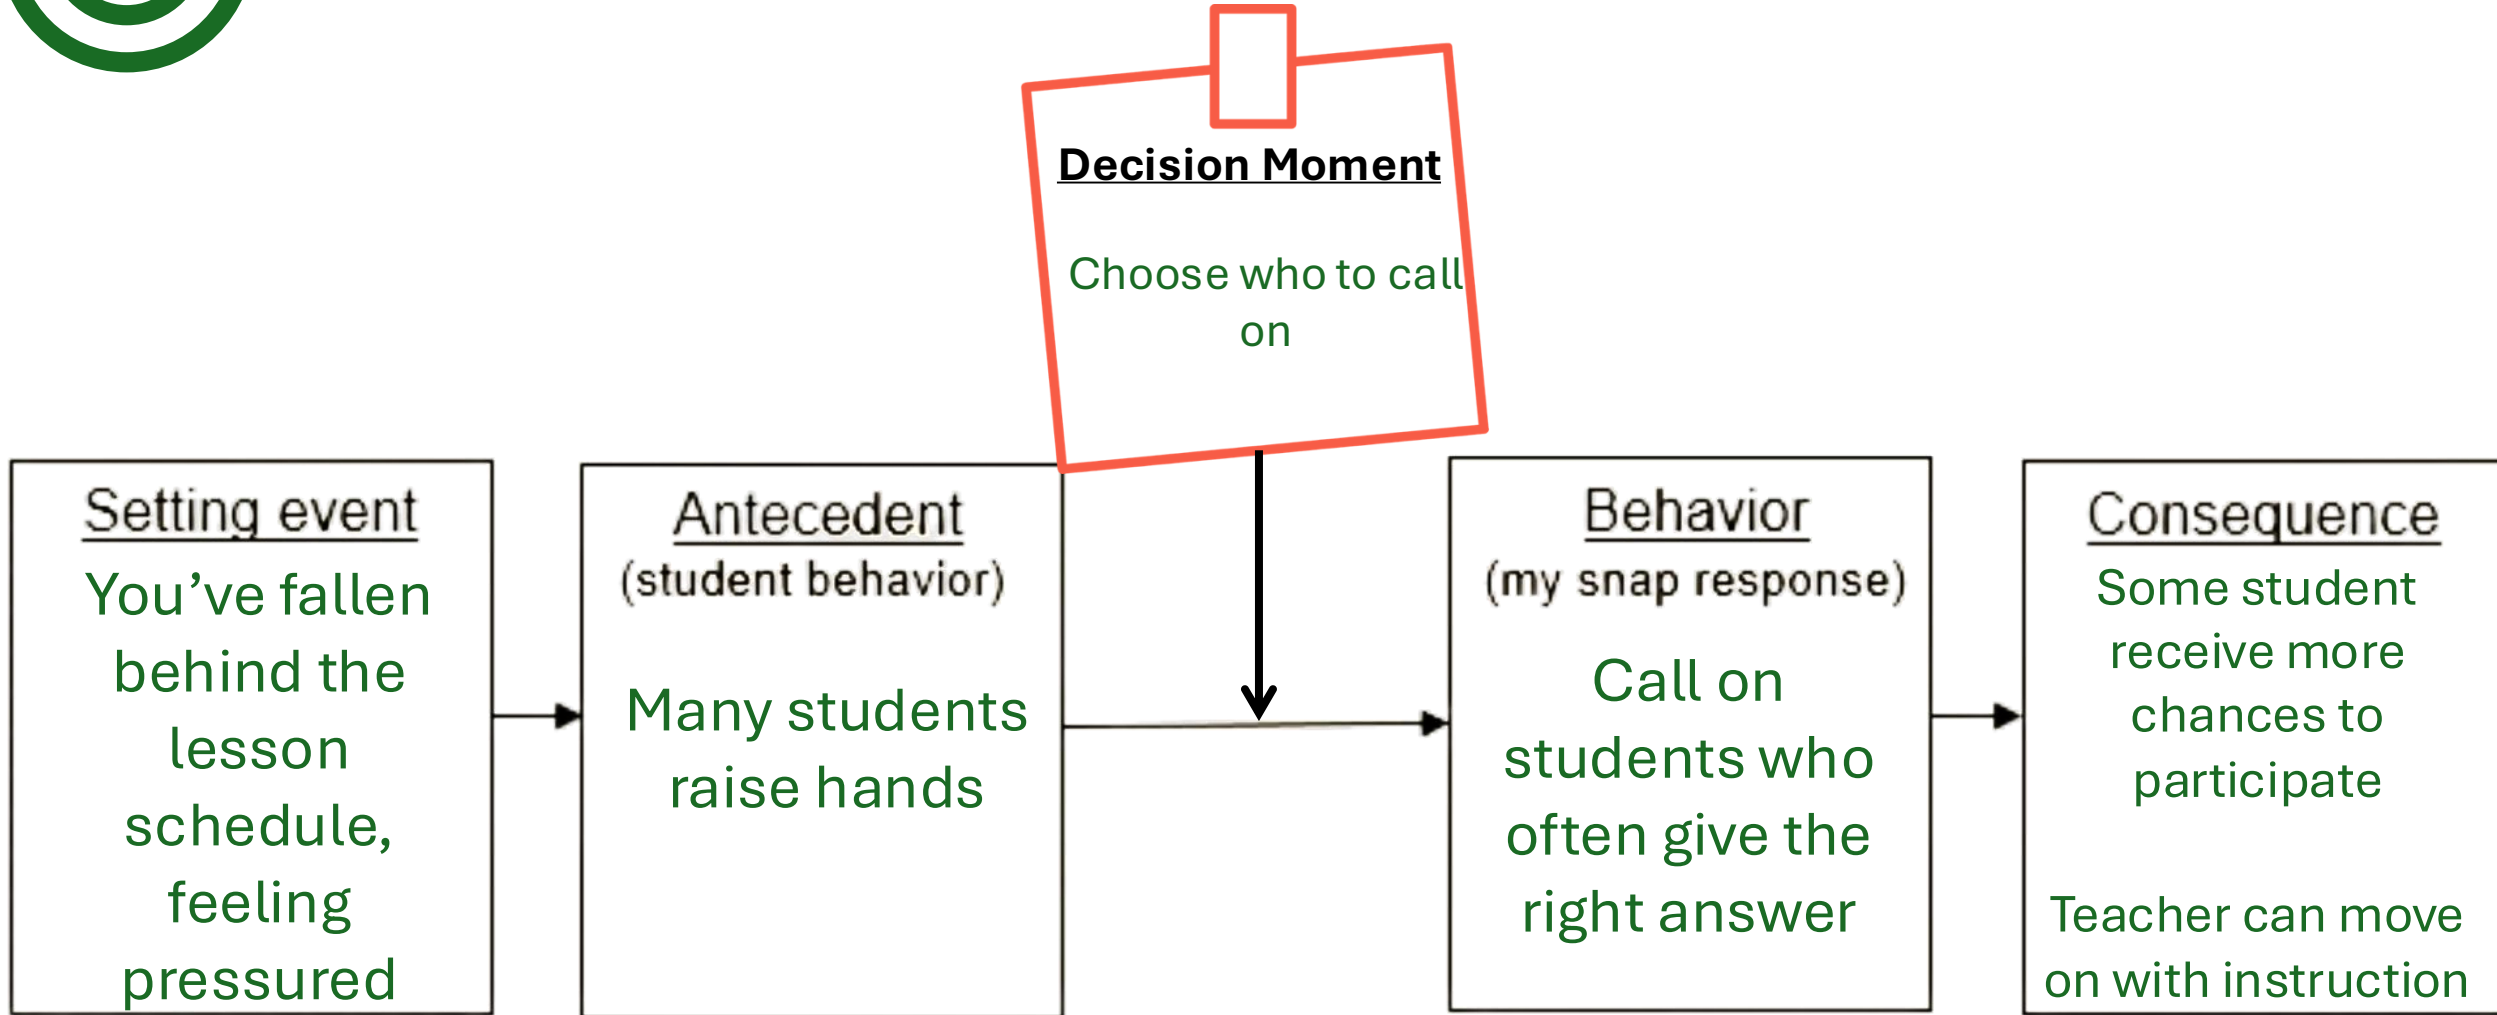 Decision Moment
Choose who to call
on
Setting event
You’ve fallen
behind the
lesson
schedule,
feeling
pressured
Antecedent
(student behavior)
Many students
raise hands
Behavior
(my snap response)
Call on
students who
often give the
right answer
Consequence
Some student
receive more
chances to
participate
Teacher can move
on with instruction